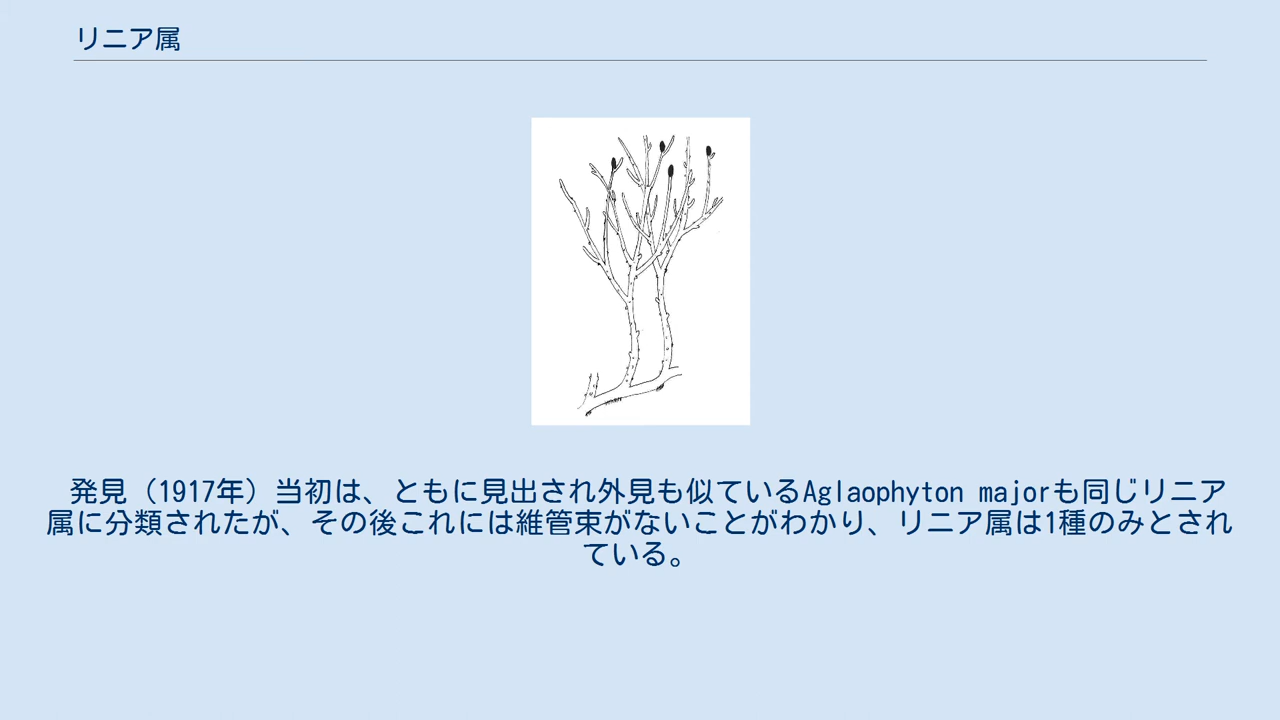 リニア属
発見（1917年）当初は、ともに見出され外見も似ているAglaophyton majorも同じリニア
属に分類されたが、その後これには維管束がないことがわかり、リニア属は1種のみとされ
ている。